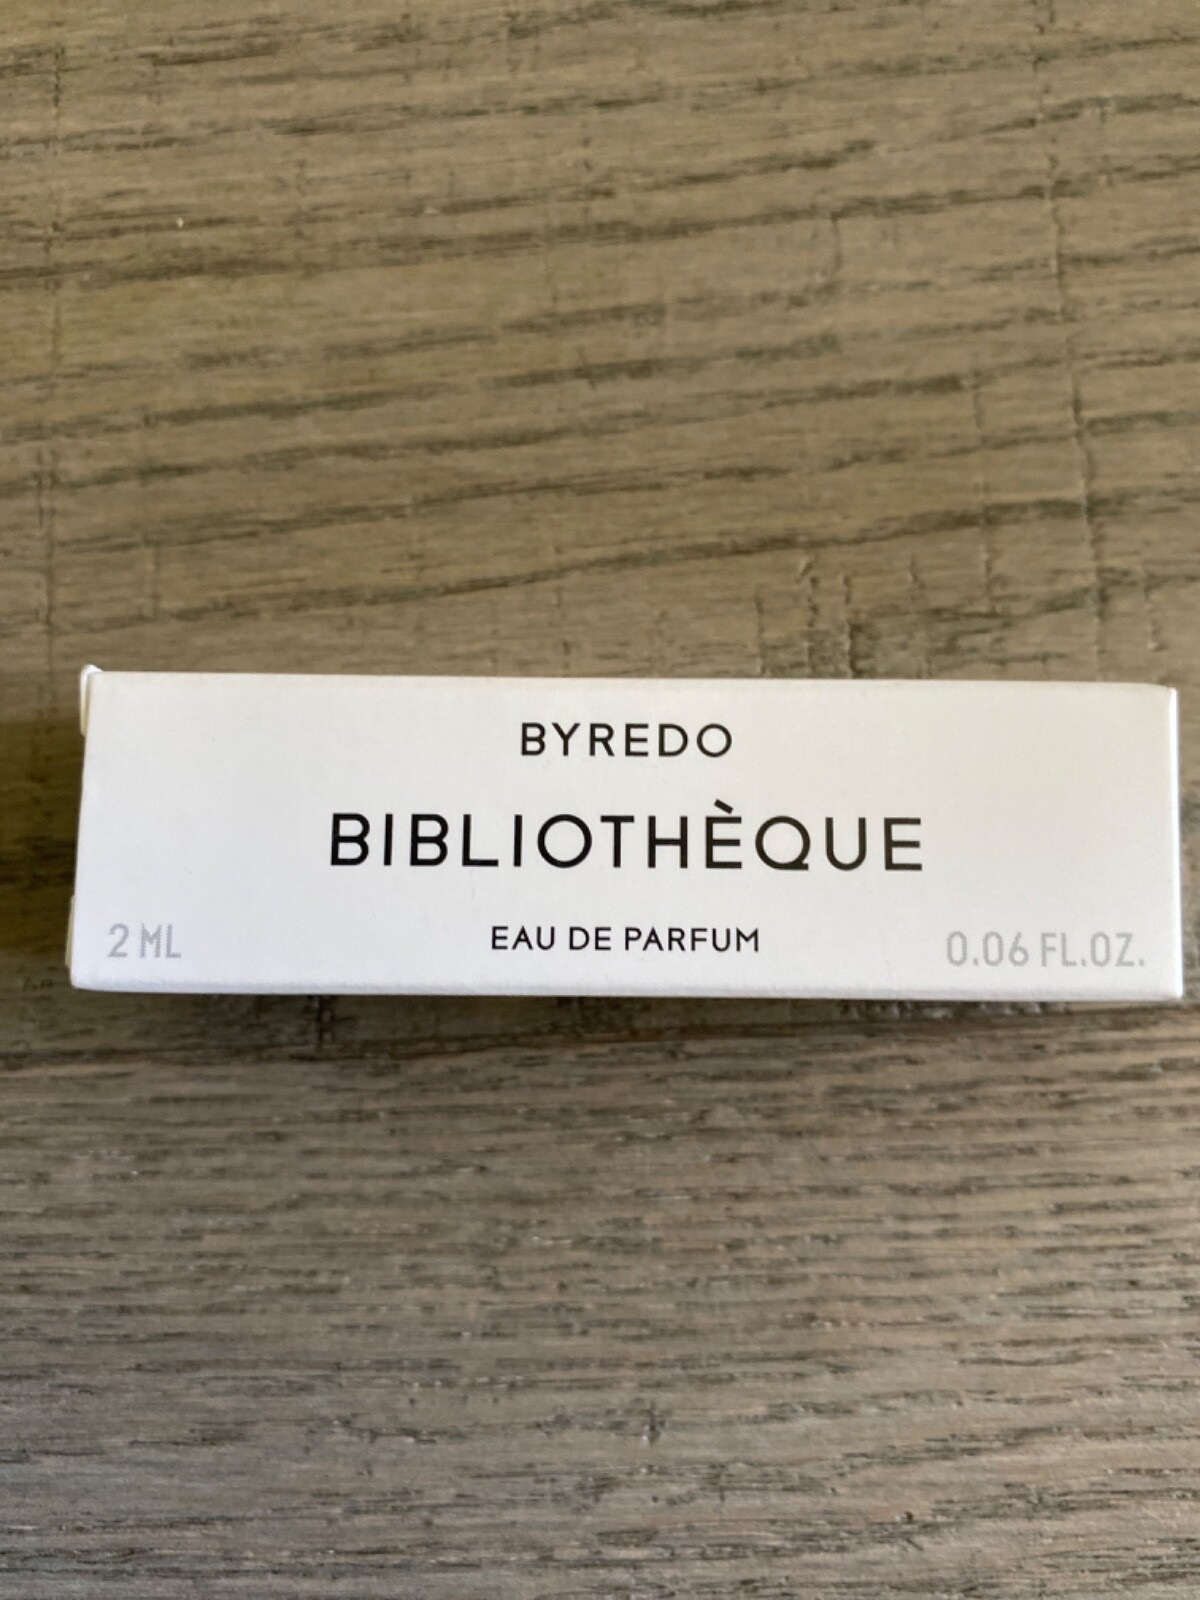 BYREDO
BIBLIOTHÈQUE
2 ML EAU DE PARFUM 0.06 FL.OZ.